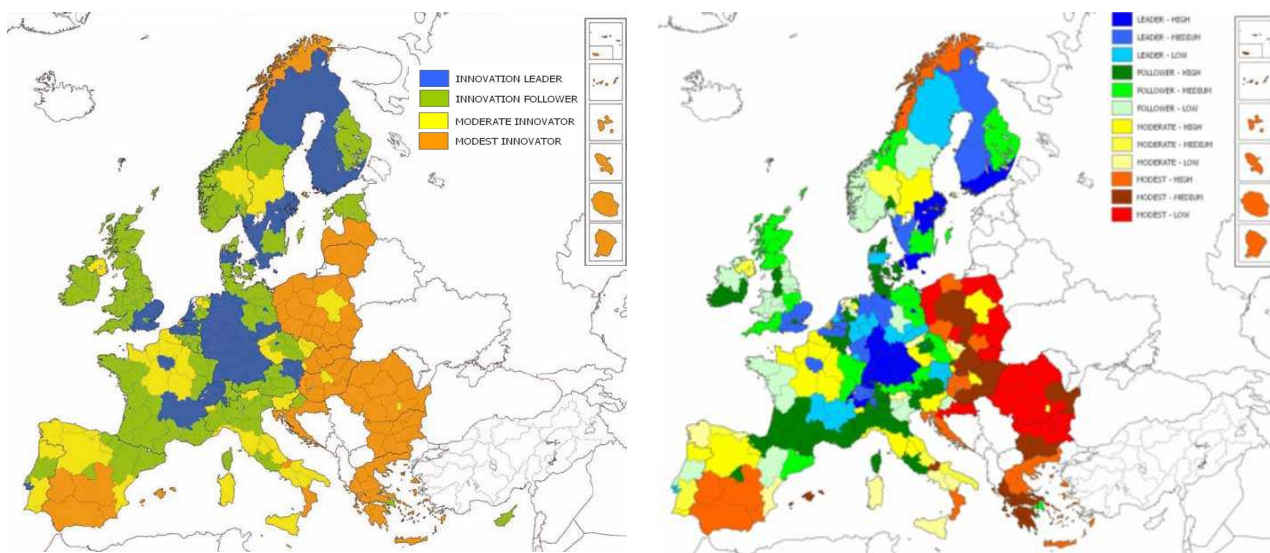 INNOVATION LEADER
INNOVATION FOLLOWER
MODERATE INNOVATOR
MODEST INNOVATOR
LEADER - HIGH
LEADER - MEDIUM
LEADER - LOW
FOLLOWER - HIGH
FOLLOWER - MEDIUM
FOLLOWER - LOW
MODERATE - HIGH
MODERATE - MEDIUM
MODERATE - LOW
MODEST - HIGH
MODEST - MEDIUM
MODEST - LOW